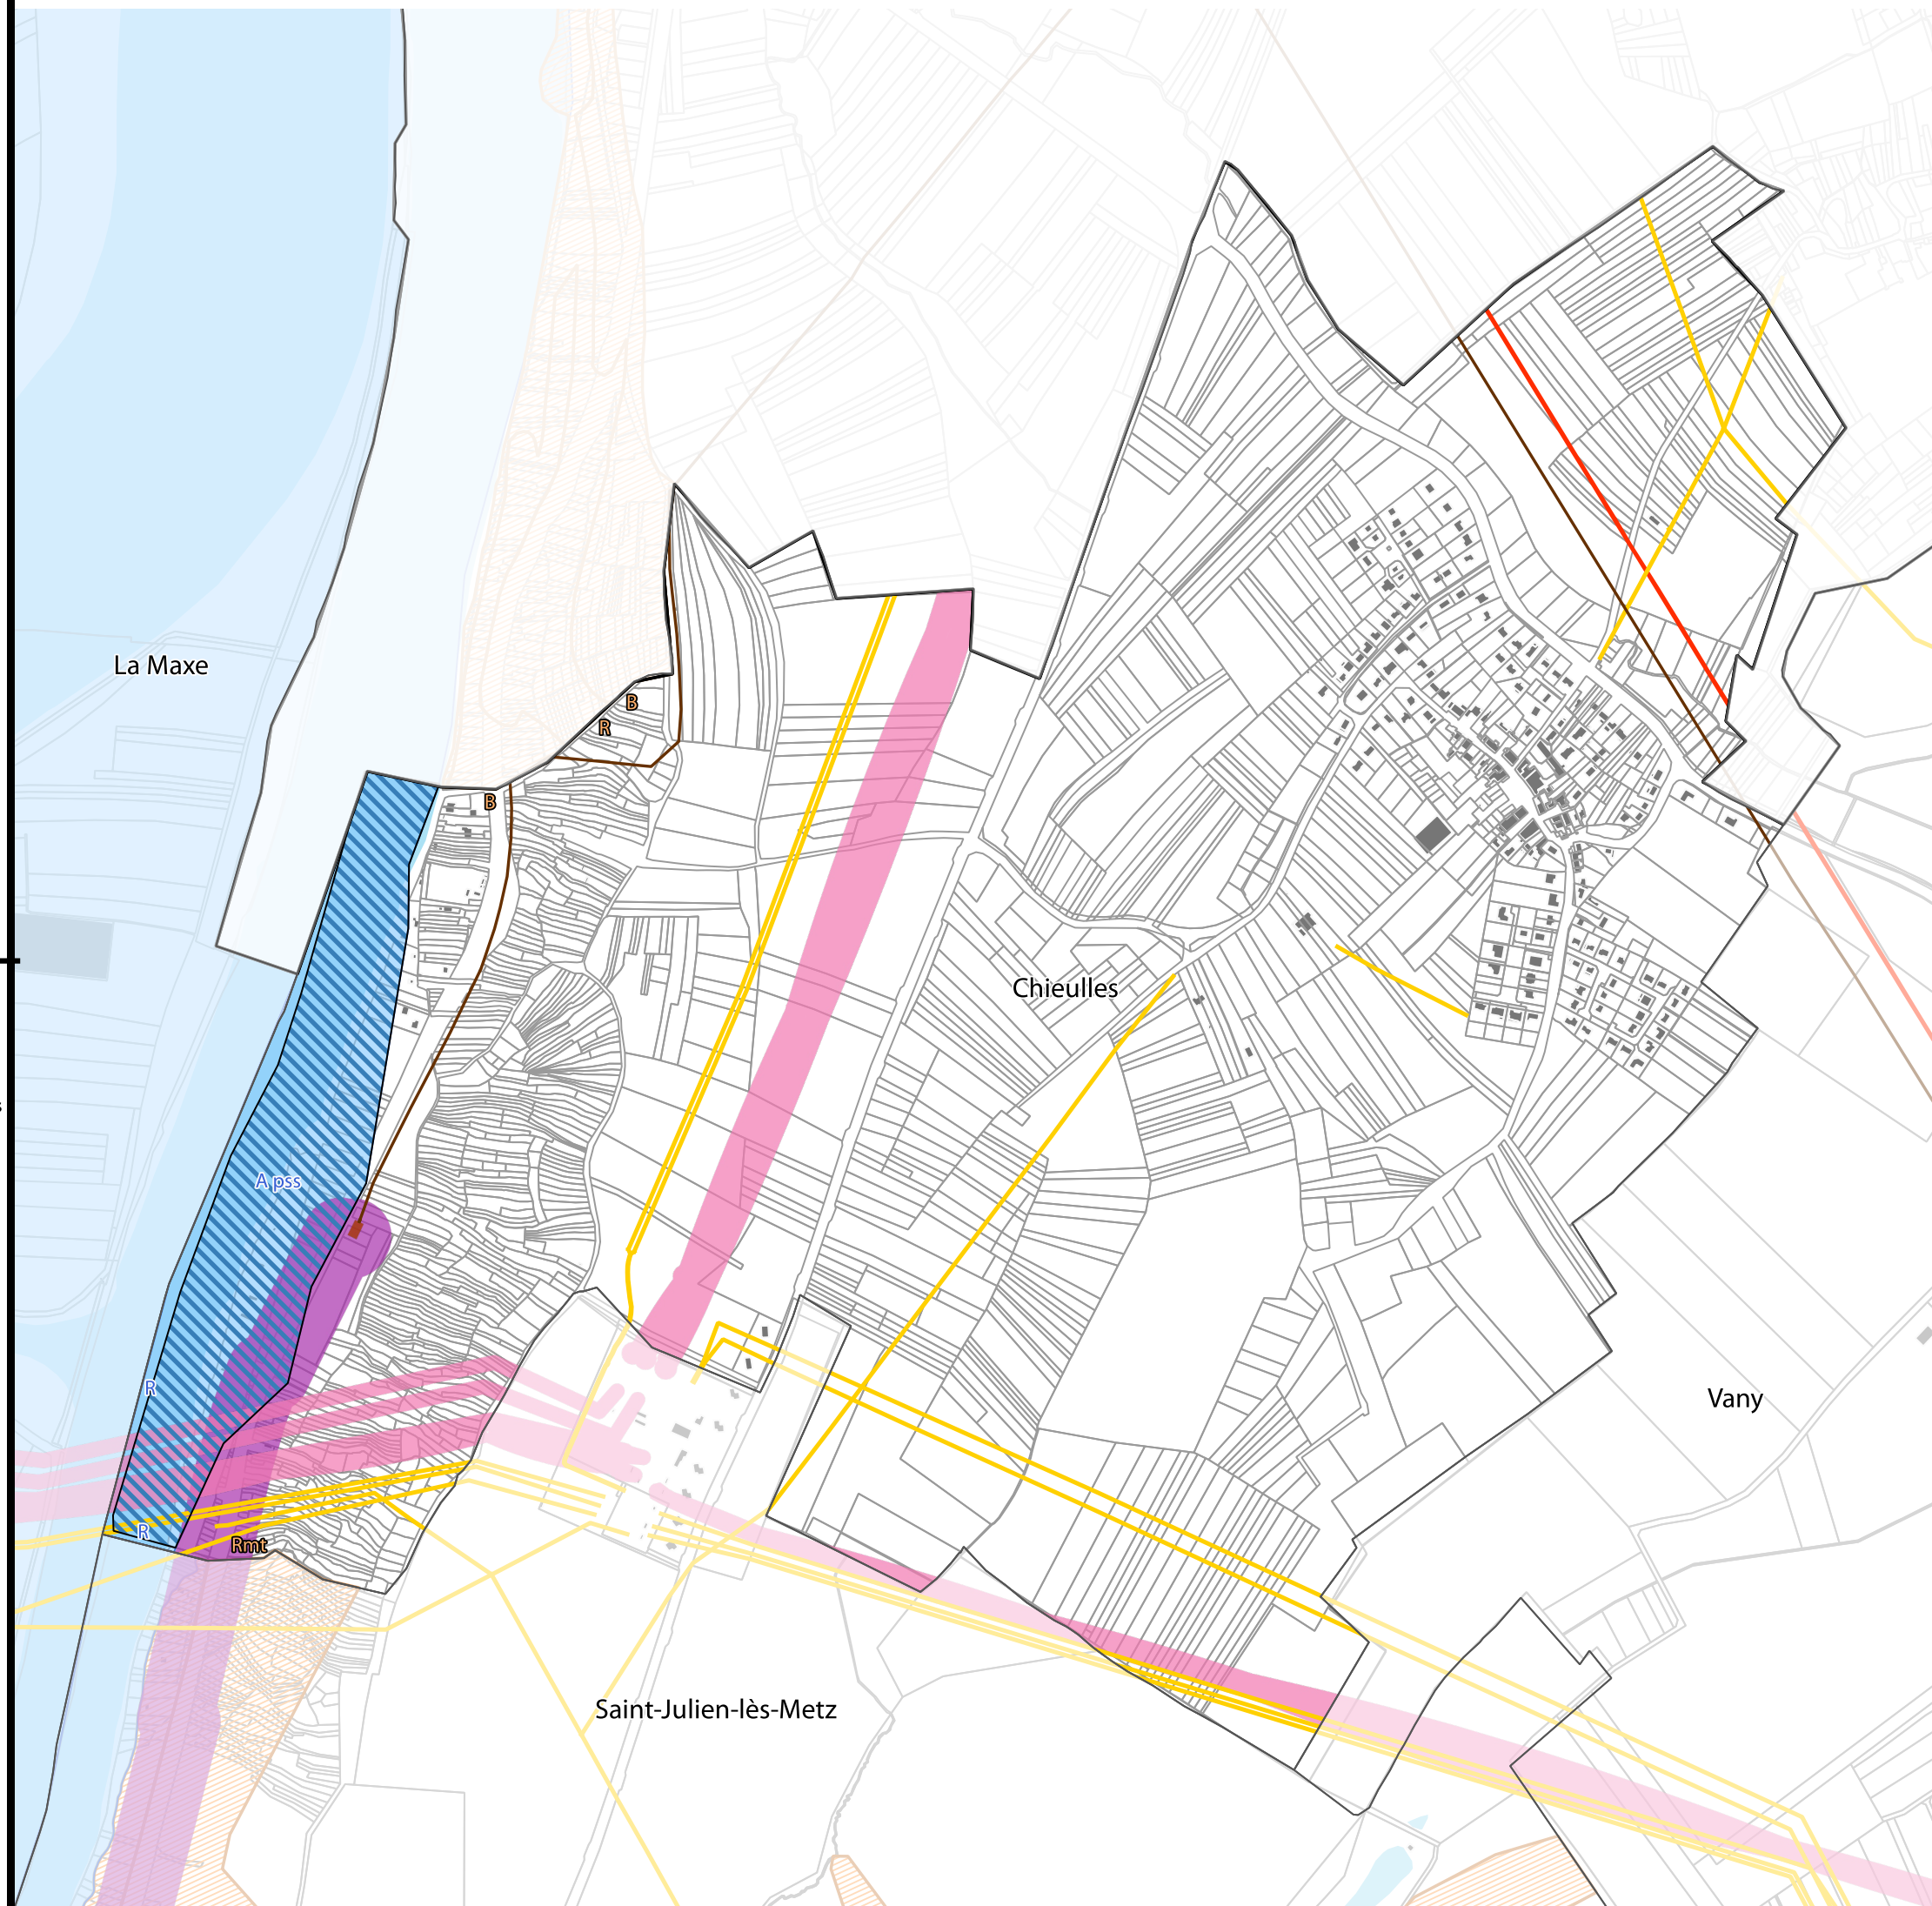 La Maxe
B
R
B
Chieulles
A pss
R
Vany
R
Rmt
Saint-Julien-lès-Metz